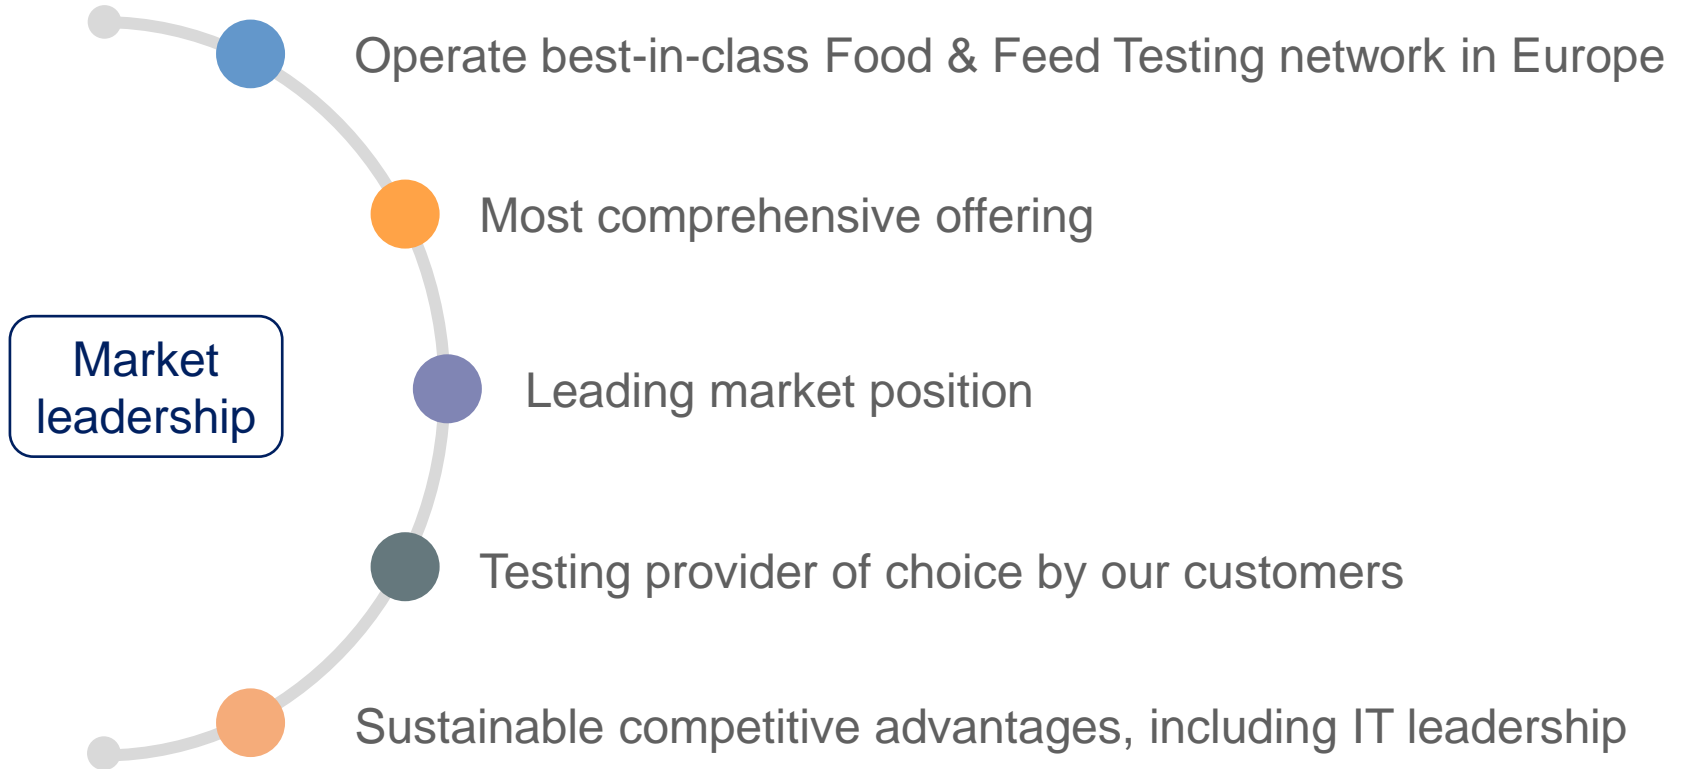 Operate best-in-class Food & Feed Testing network in Europe
Most comprehensive offering
Market
leadership
Leading market position
Testing provider of choice by our customers
Sustainable competitive advantages, including IT leadership